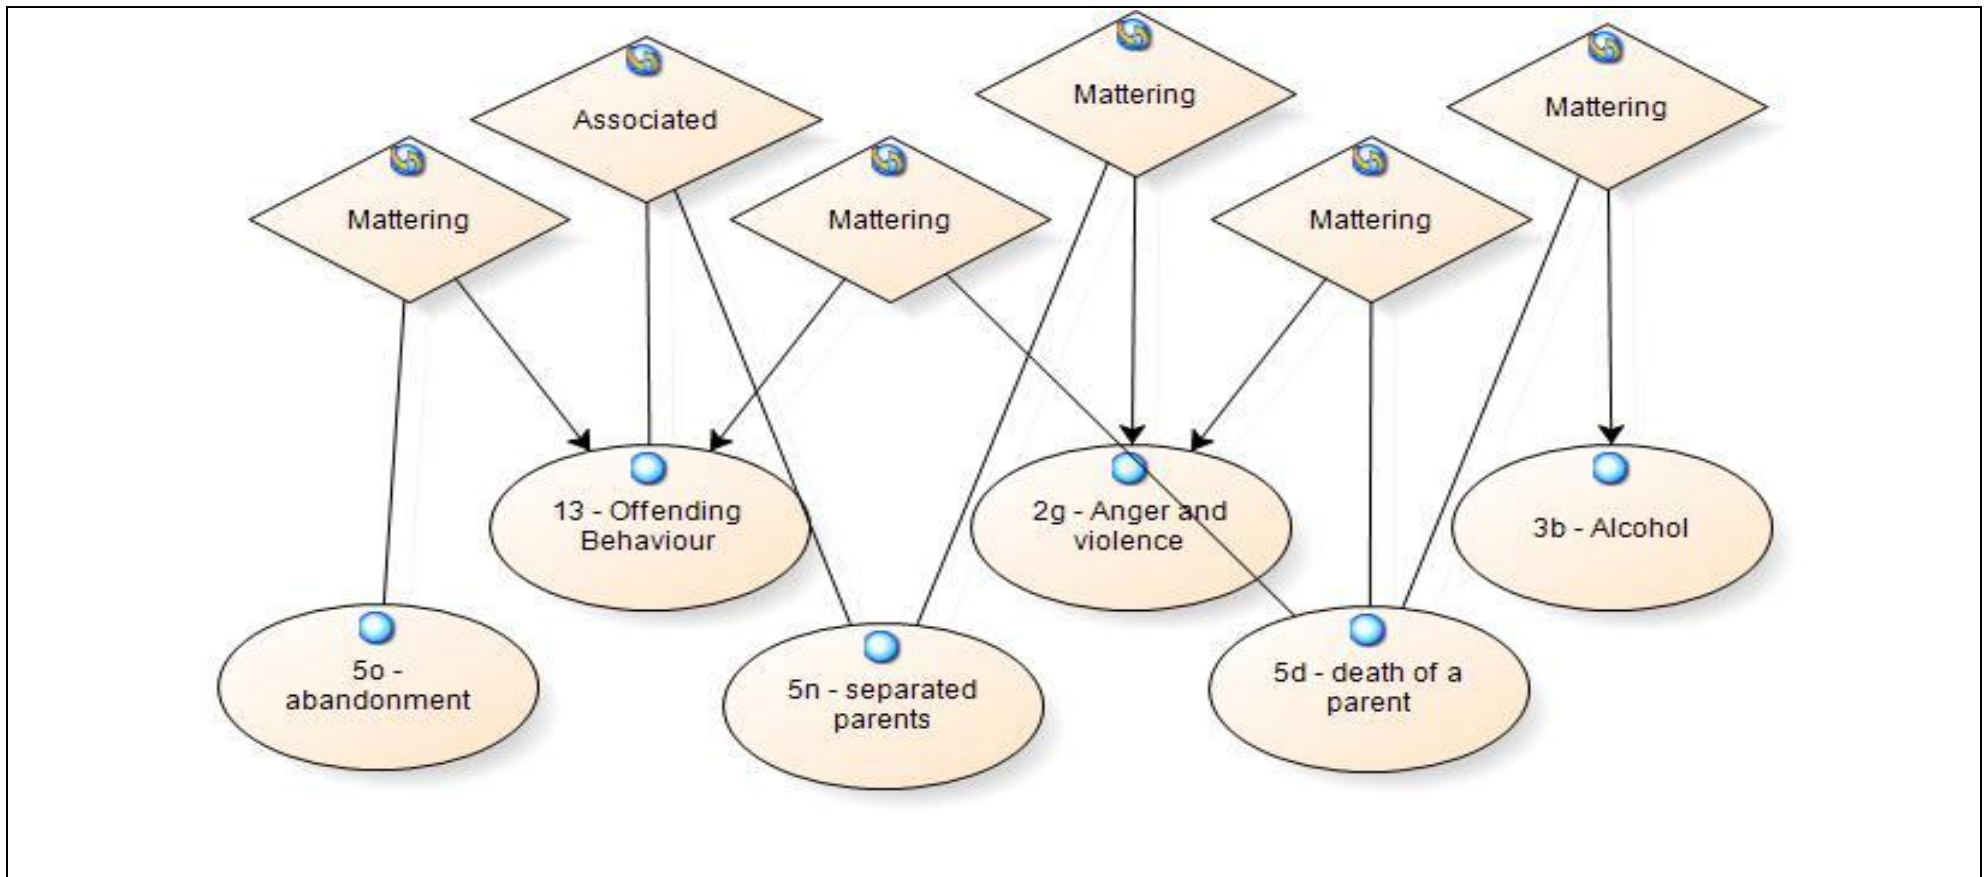 Mattering
Mattering
Associated
Mattering
Mattering
Mattering
13 - Offending
Behaviour
2g - Anger and
violence
3b - Alcohol
5o -
abandonment
5n - separated
parents
5d - death of a
parent